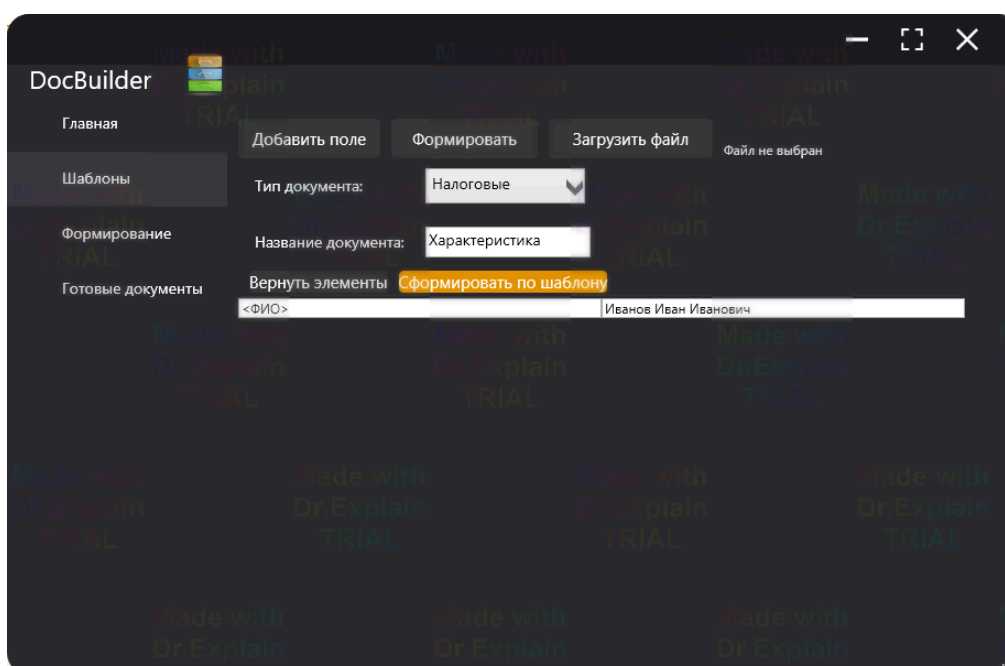 DocBuilder
Главная
Шаблоны
Формирование
Готовые документы
Добавить поле Формировать Загрузить файл Файл не выбран
Тип документа: Налоговые
Название документа: Характеристика
Вернуть элементы Сформировать по шаблону
<ФИО> Иванов Иван Иванович
Made with
Dr.Explain
TRIAL